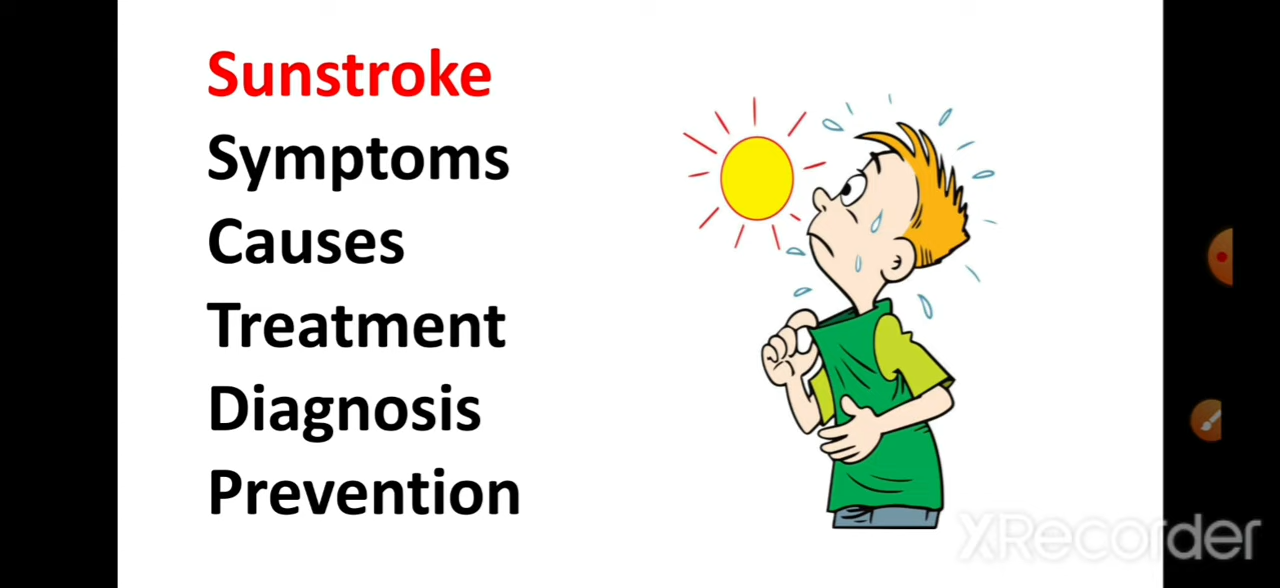 Sunstroke
Symptoms
Causes
Treatment
Diagnosis
Prevention
XRecorder